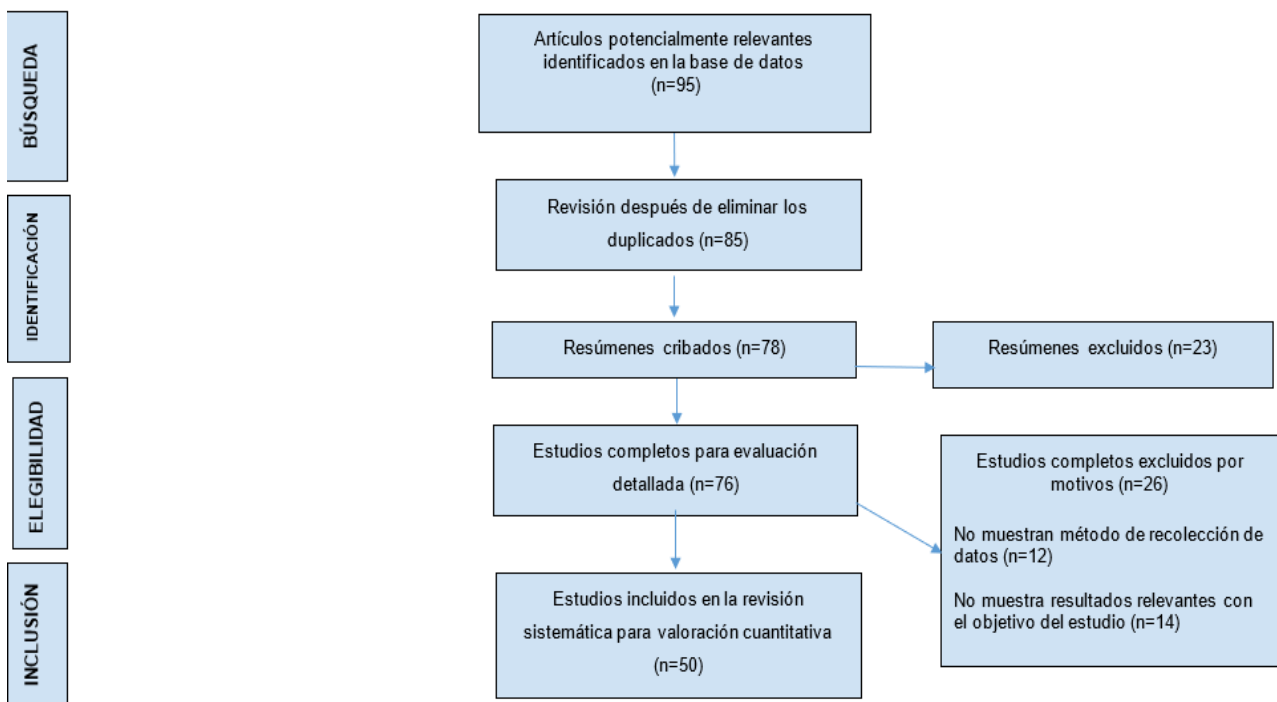 BÚSQUEDA
Artículos potencialmente relevantes
identificados en la base de datos
(n=95)
IDENTIFICACIÓN
Revisión después de eliminar los
duplicados (n=85)
Resúmenes cribados (n=78)
Resúmenes excluidos (n=23)
ELEGIBILIDAD
Estudios completos para evaluación
detallada (n=76)
Estudios completos excluidos por
motivos (n=26)
No muestran método de recolección de
datos (n=12)
No muestra resultados relevantes con
el objetivo del estudio (n=14)
INCLUSIÓN
Estudios incluidos en la revisión
sistemática para valoración cuantitativa
(n=50)